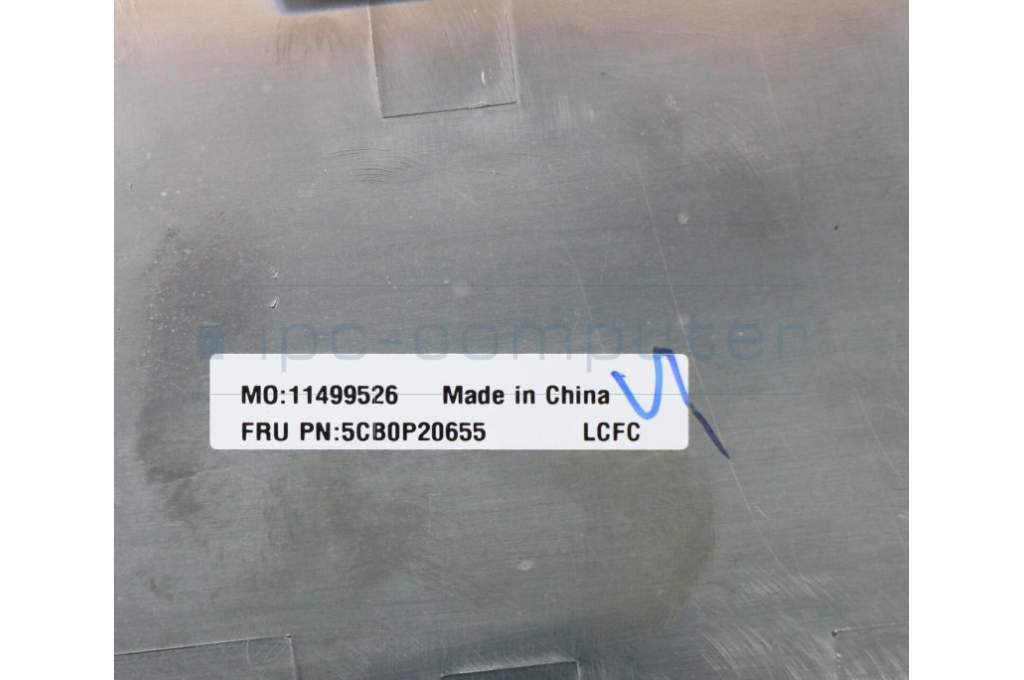 ipc-computer
MO:11499526 Made in China
FRU PN:5CB0P20655 LCFC